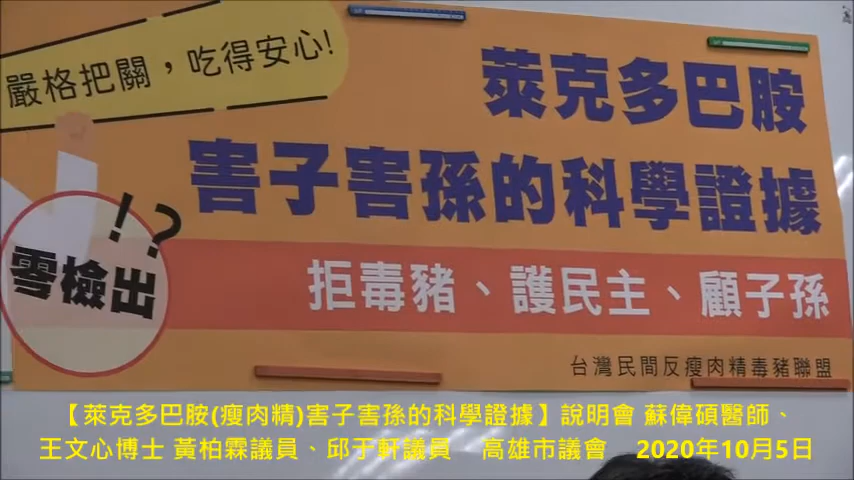 嚴格把關，吃得安心!
萊克多巴胺
害子害孫的科學證據
!?
零檢出
拒毒豬、護民主、顧子孫
台灣民間反瘦肉精毒豬聯盟
【萊克多巴胺(瘦肉精)害子害孫的科學證據】說明會 蘇偉碩醫師、
王文心博士 黃柏霖議員、邱于軒議員 高雄市議會 2020年10月5日